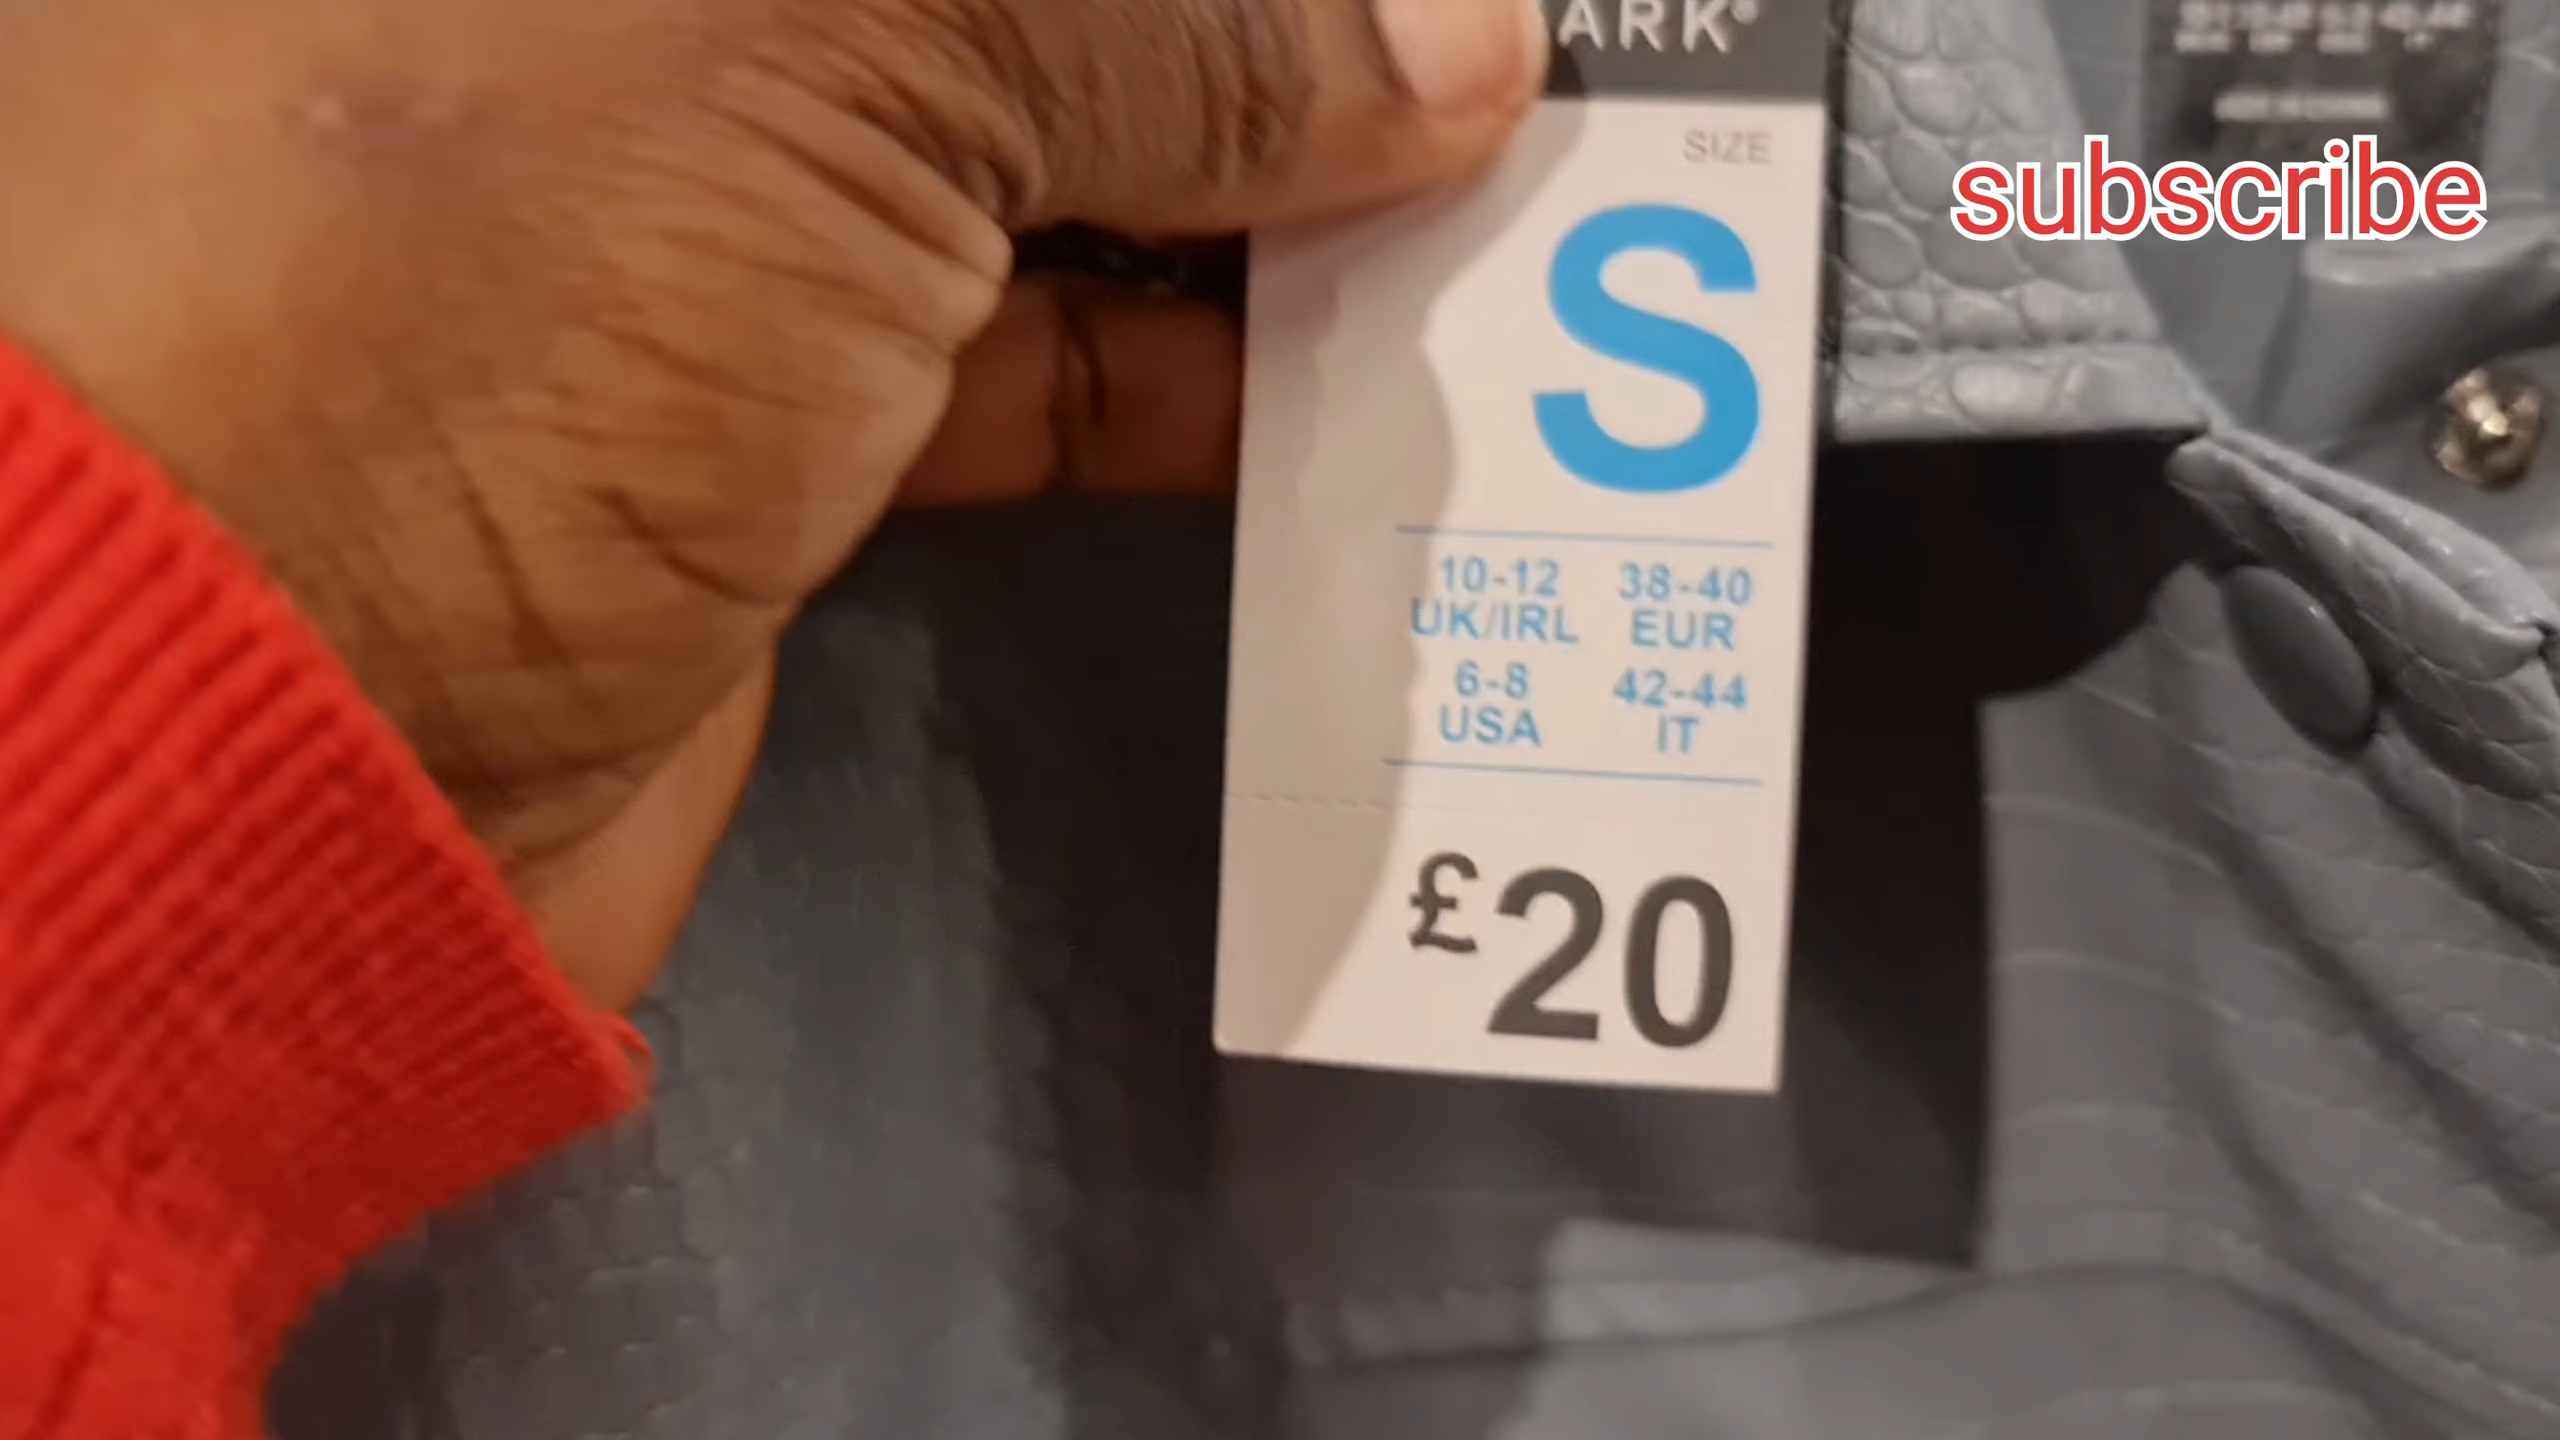 ARK®
SIZE
subscribe
S
10-12 38-40
UK/IRL EUR
6-8 42-44
USA IT
£20